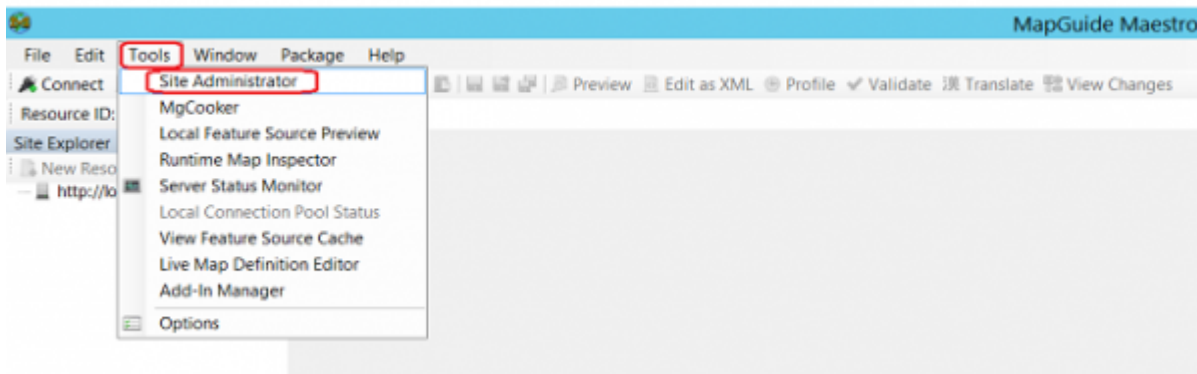 MapGuide Maestro
File Edit Tools Window Package Help
Connect Preview Edit as XML Profile Validate 漢 Translate View Changes
Site Administrator
Resource ID:
MgCooker
Local Feature Source Preview
Site Explorer
Runtime Map Inspector
New Reso
Server Status Monitor
http://lo
Local Connection Pool Status
View Feature Source Cache
Live Map Definition Editor
Add-In Manager
Options